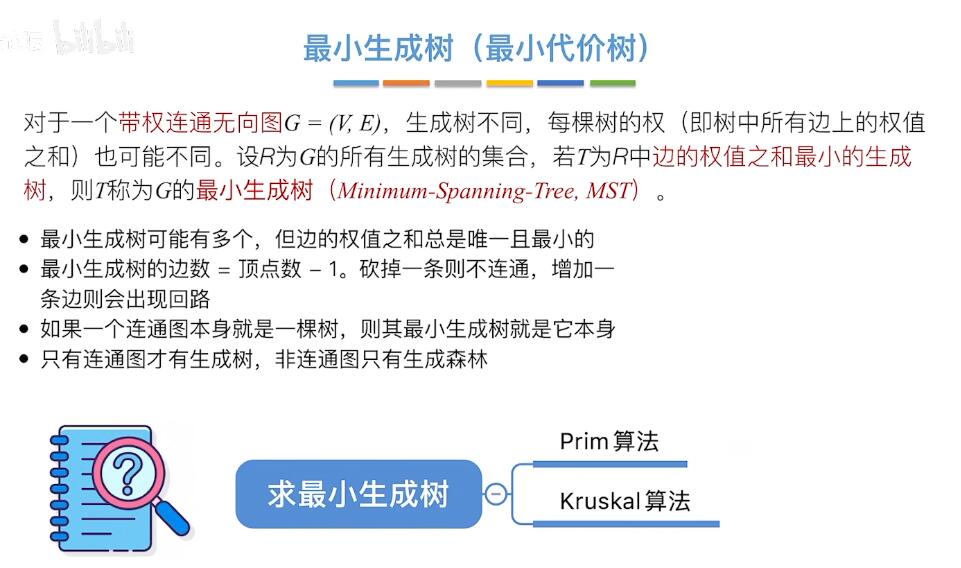 bilibili
最小生成树（最小代价树）
对于一个带权连通无向图G = (V, E)，生成树不同，每棵树的权（即树中所有边上的权值
之和）也可能不同。设R为G的所有生成树的集合，若T为R中边的权值之和最小的生成
树，则T称为G的最小生成树（Minimum-Spanning-Tree, MST）。
• 最小生成树可能有多个，但边的权值之和总是唯一且最小的
• 最小生成树的边数 = 顶点数 − 1。砍掉一条则不连通，增加一
条边则会出现回路
• 如果一个连通图本身就是一棵树，则其最小生成树就是它本身
• 只有连通图才有生成树，非连通图只有生成森林
Prim 算法
求最小生成树
Kruskal 算法